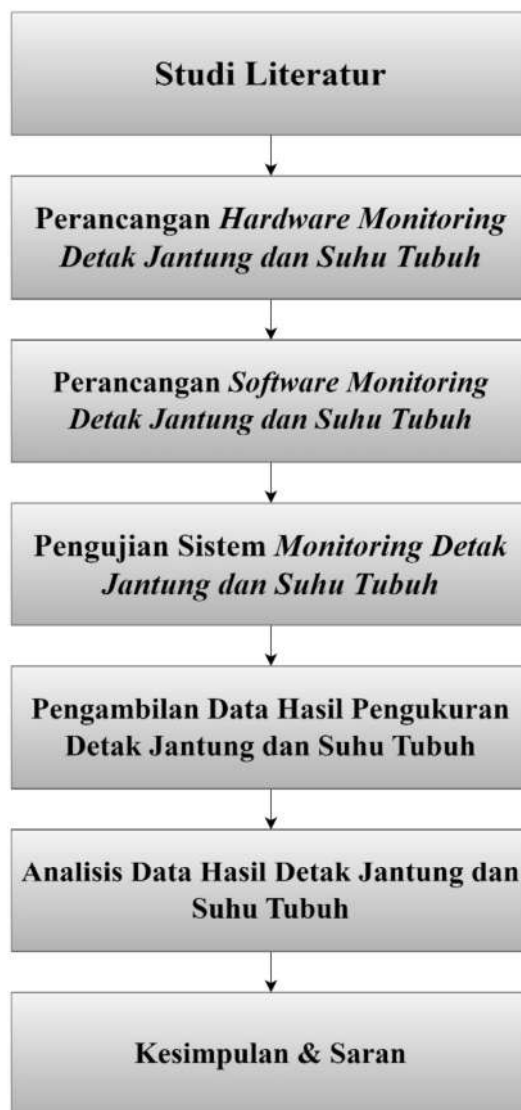 Studi Literatur
Perancangan Hardware Monitoring
Detak Jantung dan Suhu Tubuh
Perancangan Software Monitoring
Detak Jantung dan Suhu Tubuh
Pengujian Sistem Monitoring Detak
Jantung dan Suhu Tubuh
Pengambilan Data Hasil Pengukuran
Detak Jantung dan Suhu Tubuh
Analisis Data Hasil Detak Jantung dan
Suhu Tubuh
Kesimpulan & Saran